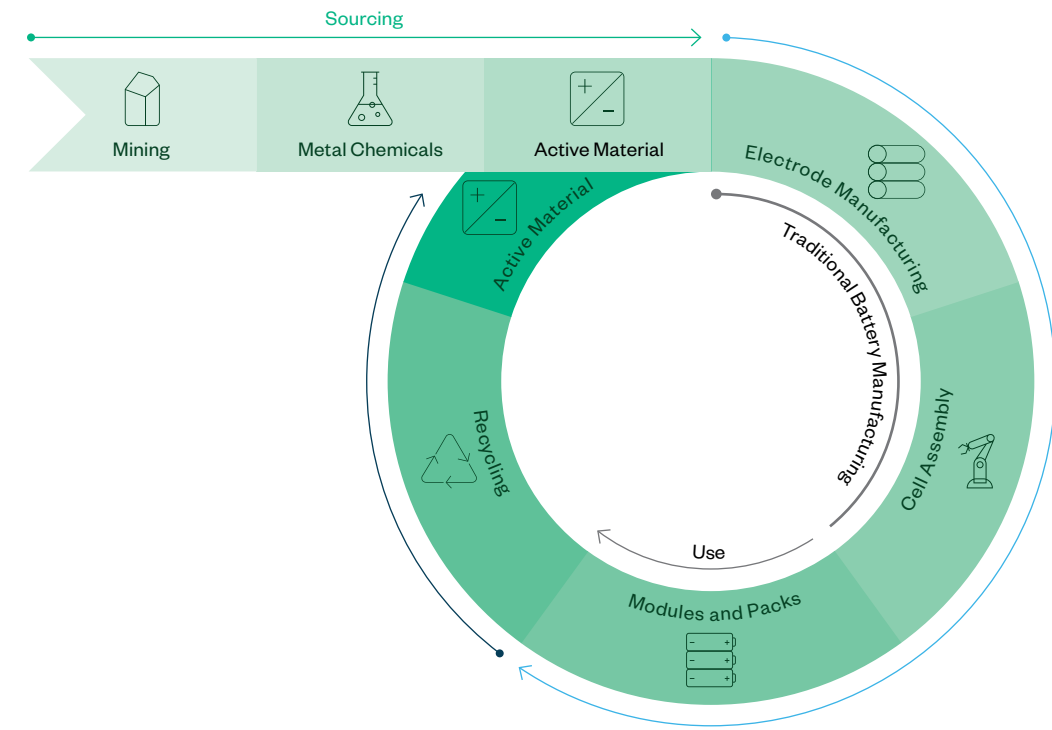 Sourcing
Mining
Metal Chemicals
Active Material
Electrode Manufacturing
Active Material
Traditional Battery Manufacturing
Cell Assembly
Recycling
Use
Modules and Packs